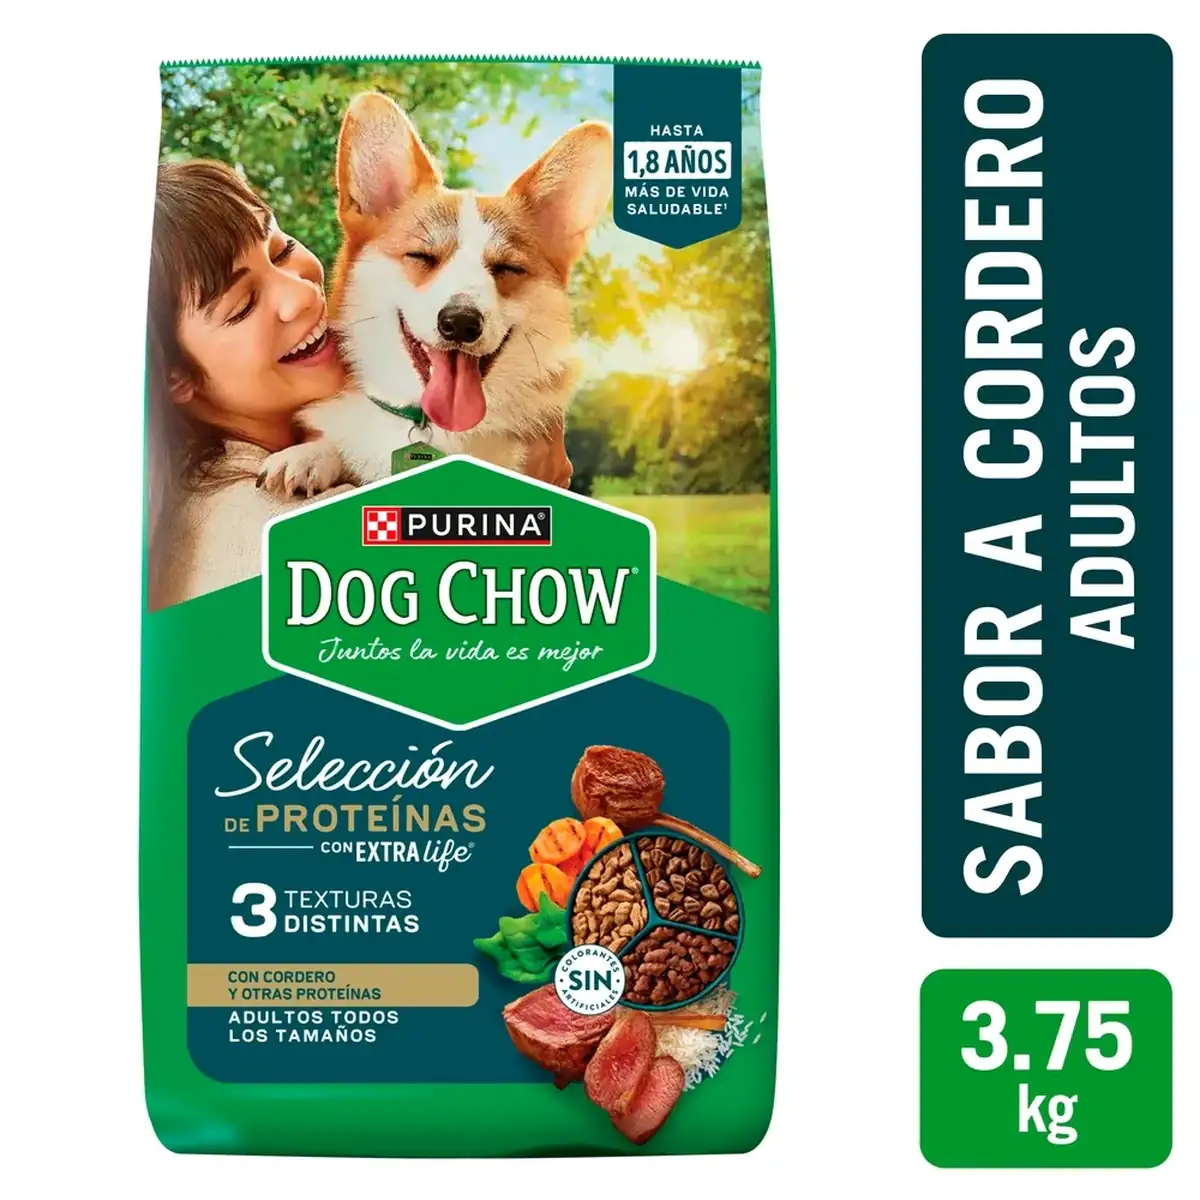 HASTA
1,8 AÑOS
MÁS DE VIDA
SALUDABLE¹
PURINA
PURINA®
DOG CHOW®
Juntos la vida es mejor
Selección
DE PROTEÍNAS
CON EXTRA life®
3 TEXTURAS
DISTINTAS
COLORANTES
SIN
ARTIFICIALES
CON CORDERO
Y OTRAS PROTEÍNAS
ADULTOS TODOS
LOS TAMAÑOS
SABOR A CORDERO
ADULTOS
3.75
kg